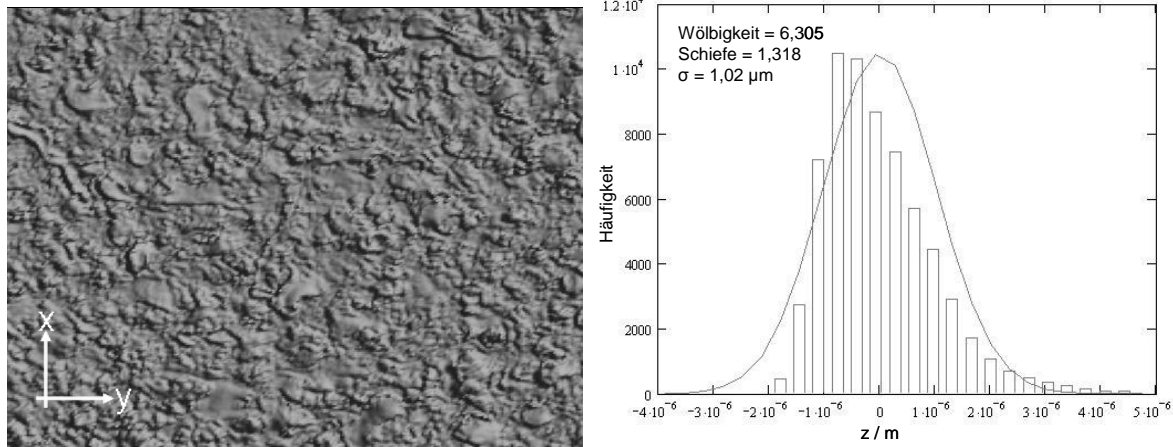 x
y
Wölbigkeit = 6,305
Schiefe = 1,318
σ = 1,02 µm
Häufigkeit
1.2·10⁴
1·10⁴
8000
6000
4000
2000
0
−4·10⁻⁶ −3·10⁻⁶ −2·10⁻⁶ −1·10⁻⁶ 0 1·10⁻⁶ 2·10⁻⁶ 3·10⁻⁶ 4·10⁻⁶ 5·10⁻⁶
z / m